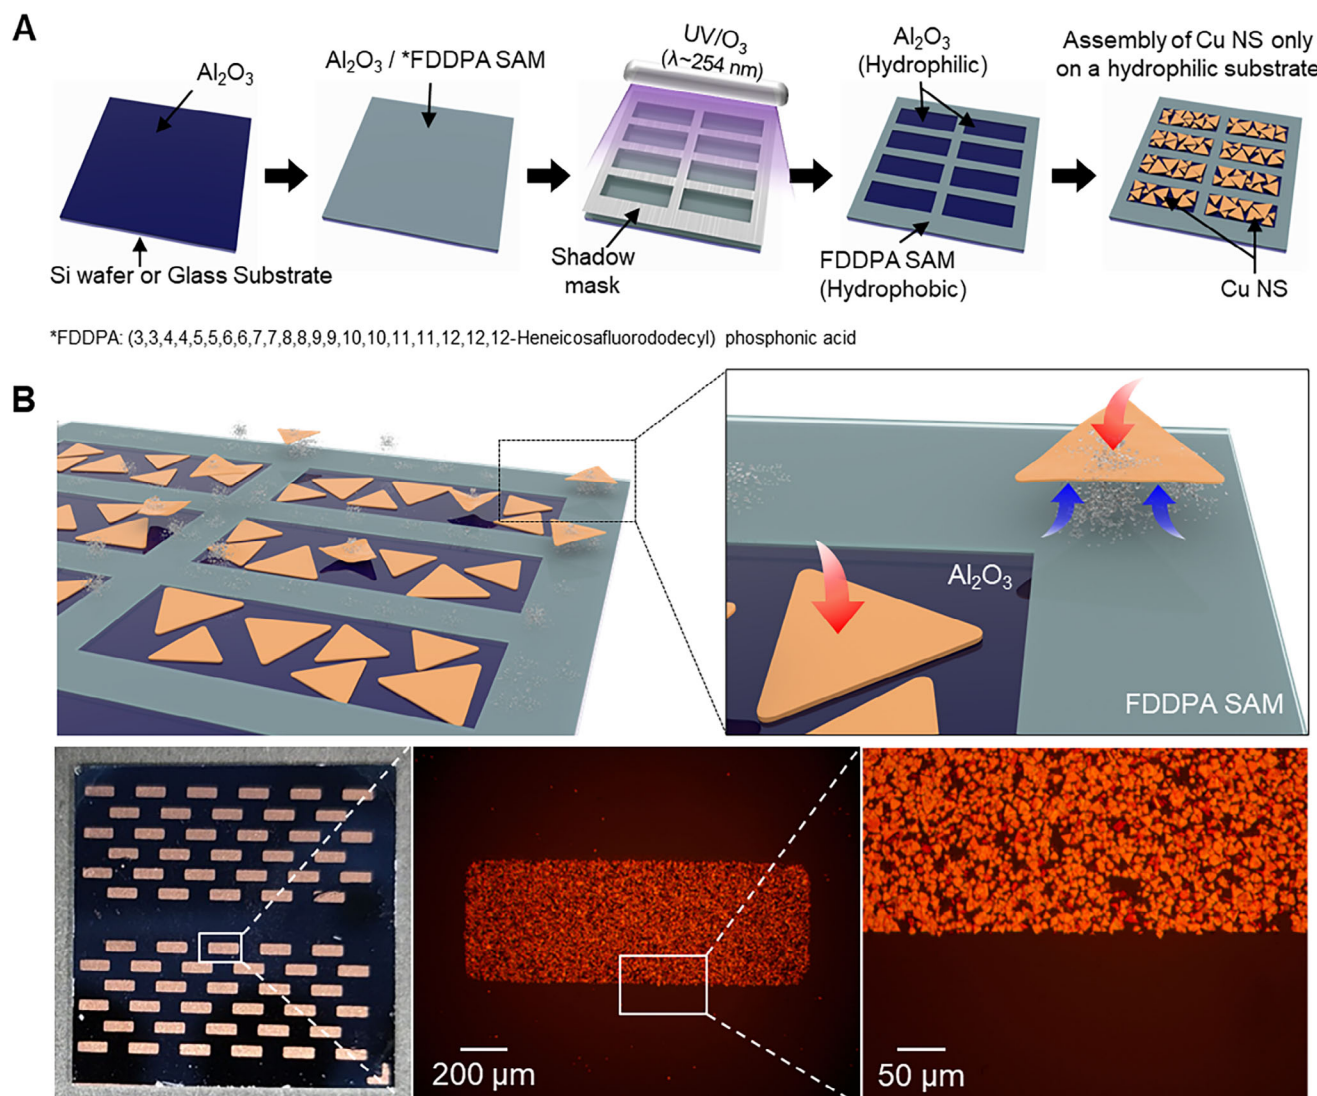 A
Al₂O₃
Si wafer or Glass Substrate
Al₂O₃ / *FDDPA SAM
UV/O₃
(λ~254 nm)
Shadow
mask
Al₂O₃
(Hydrophilic)
FDDPA SAM
(Hydrophobic)
Assembly of Cu NS only
on a hydrophilic substrate
Cu NS
*FDDPA: (3,3,4,4,5,5,6,6,7,7,8,8,9,9,10,10,11,11,12,12,12-Heneicosafluorododecyl) phosphonic acid
B
Al₂O₃
FDDPA SAM
200 μm
50 μm